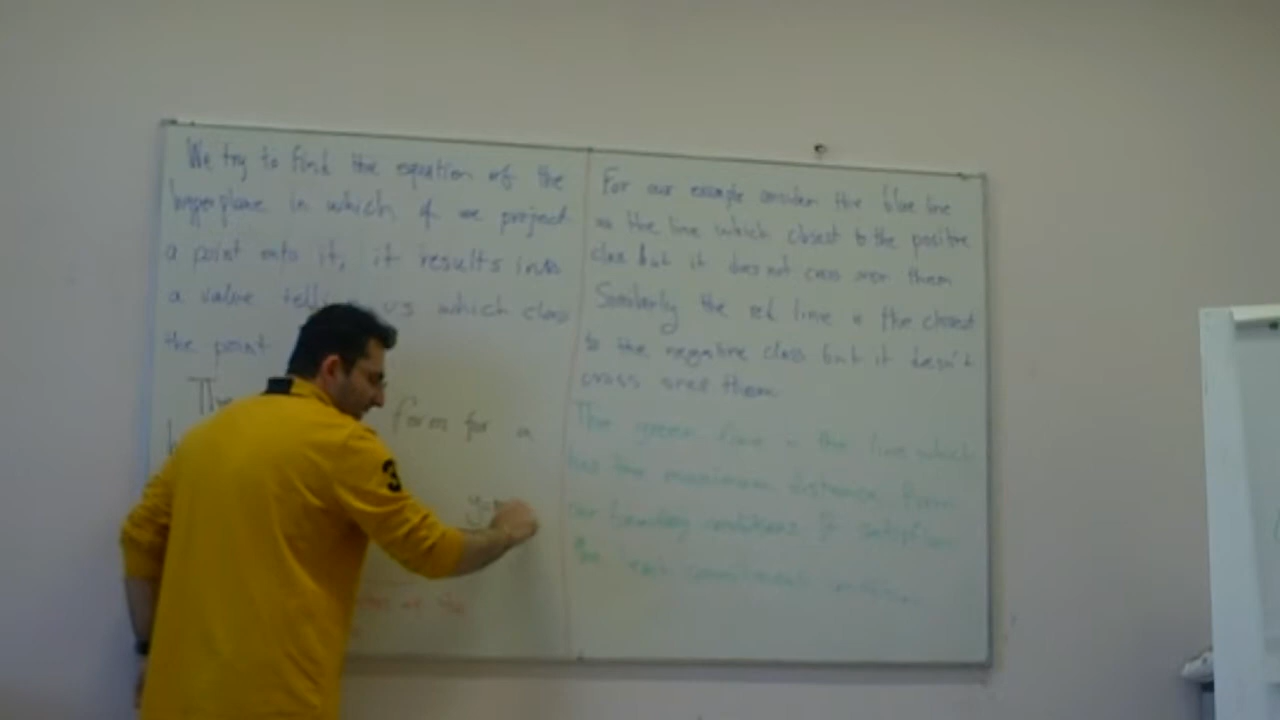 We try to find the equation of the
hyperplane in which if we project
a point onto it, it results into
a value telling us which class
the point
form for a
For our example consider the blue line
as the line which closest to the positive
class but it does not cross over them
Similarly the red line is the closest
to the negative class but it doesn't
cross over them
The green line is the line which
has the maximum distance from
our boundary conditions. It satisfies
the
3